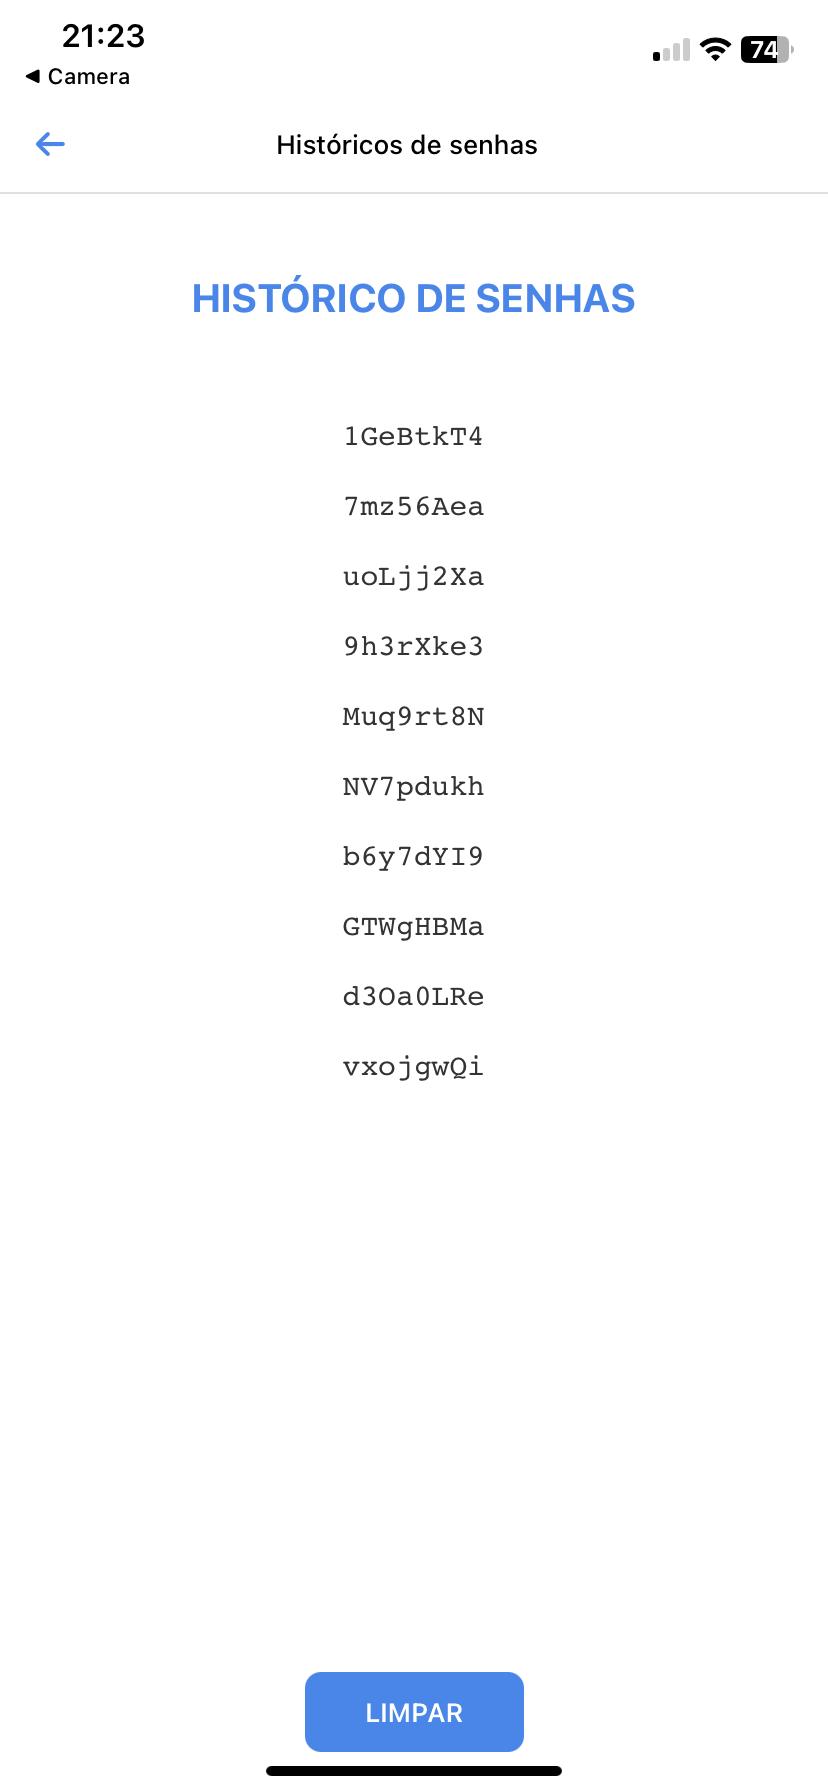 21:23
74
◀ Camera
Históricos de senhas
HISTÓRICO DE SENHAS
1GeBtkT4
7mz56Aea
uoLjj2Xa
9h3rXke3
Muq9rt8N
NV7pdukh
b6y7dYI9
GTWgHBMa
d3Oa0LRe
vxojgwQi
LIMPAR